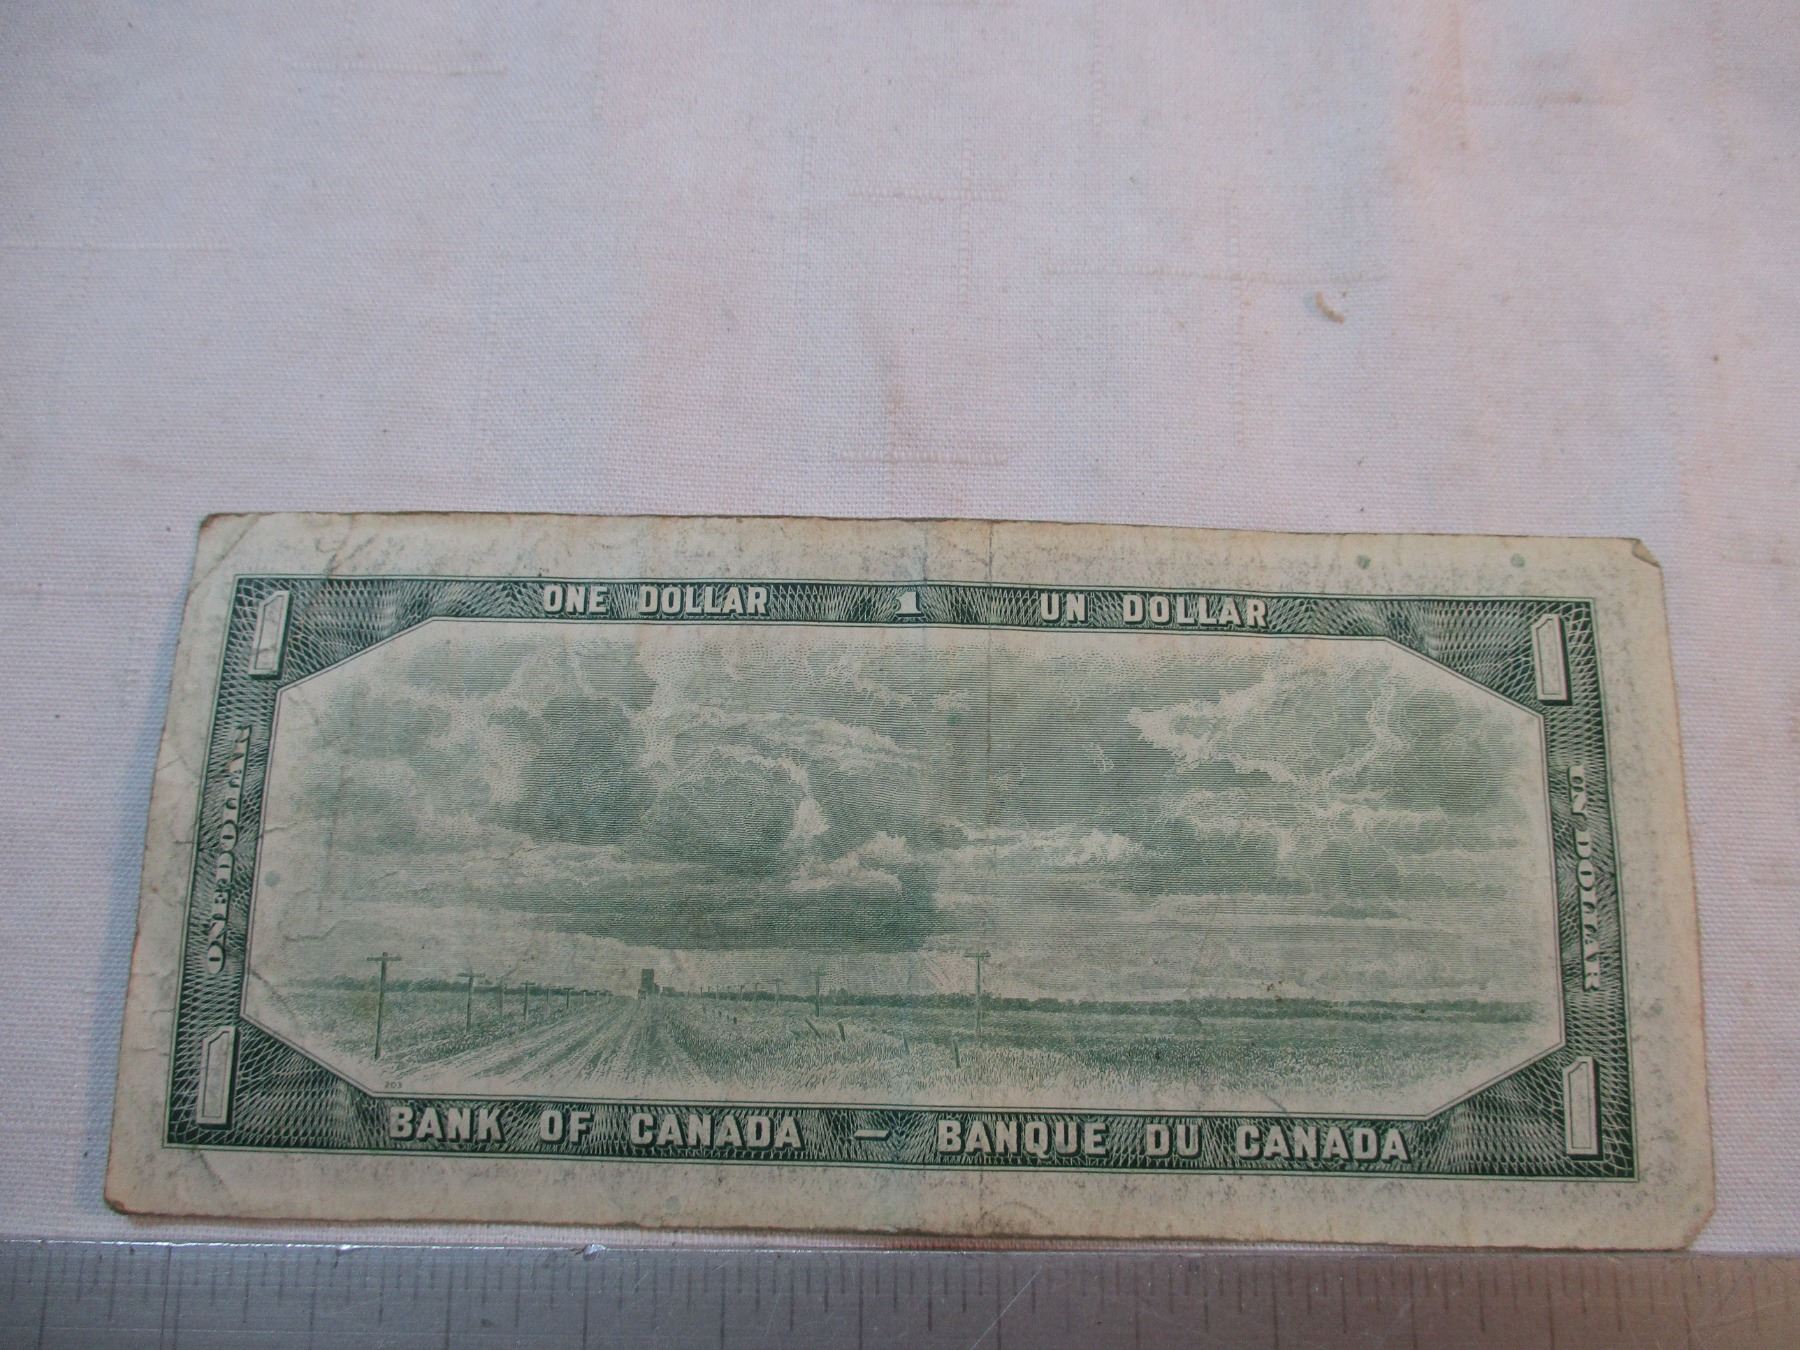 ONE DOLLAR 1 UN DOLLAR
1
1
ONE DOLLAR
UN DOLLAR
203
1
1
BANK OF CANADA — BANQUE DU CANADA